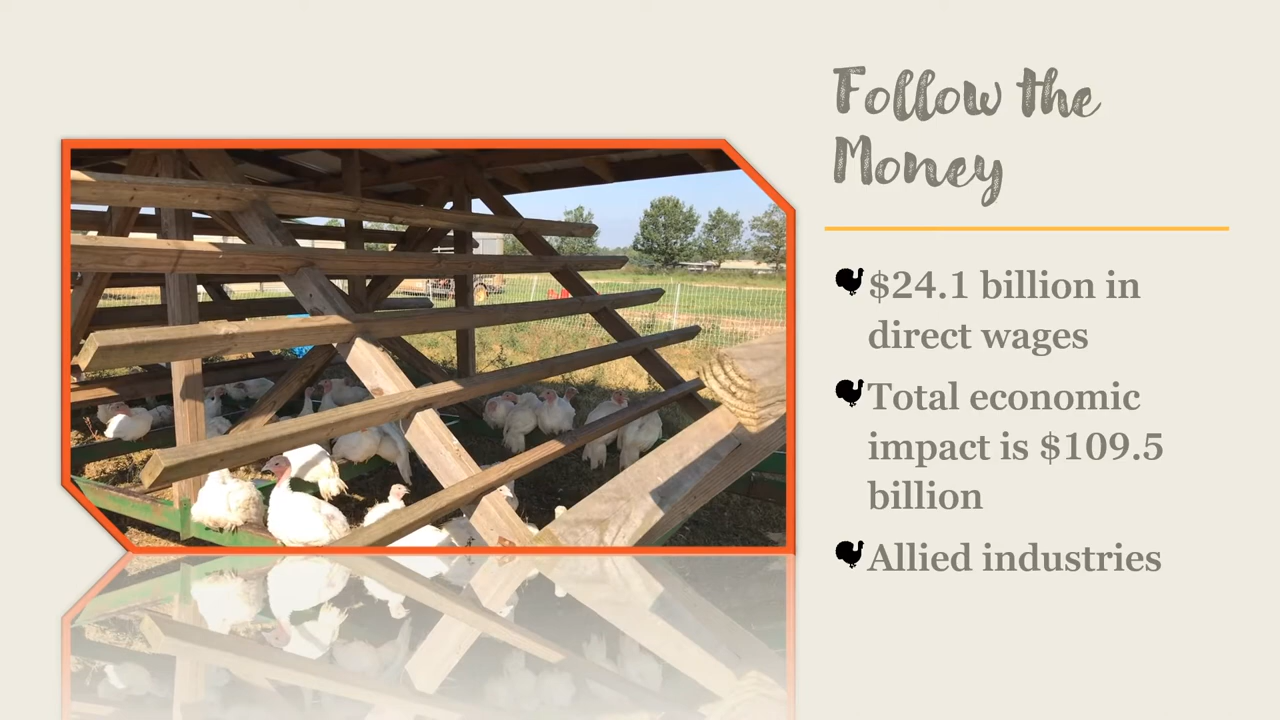 Follow the
Money
$24.1 billion in
direct wages
Total economic
impact is $109.5
billion
Allied industries